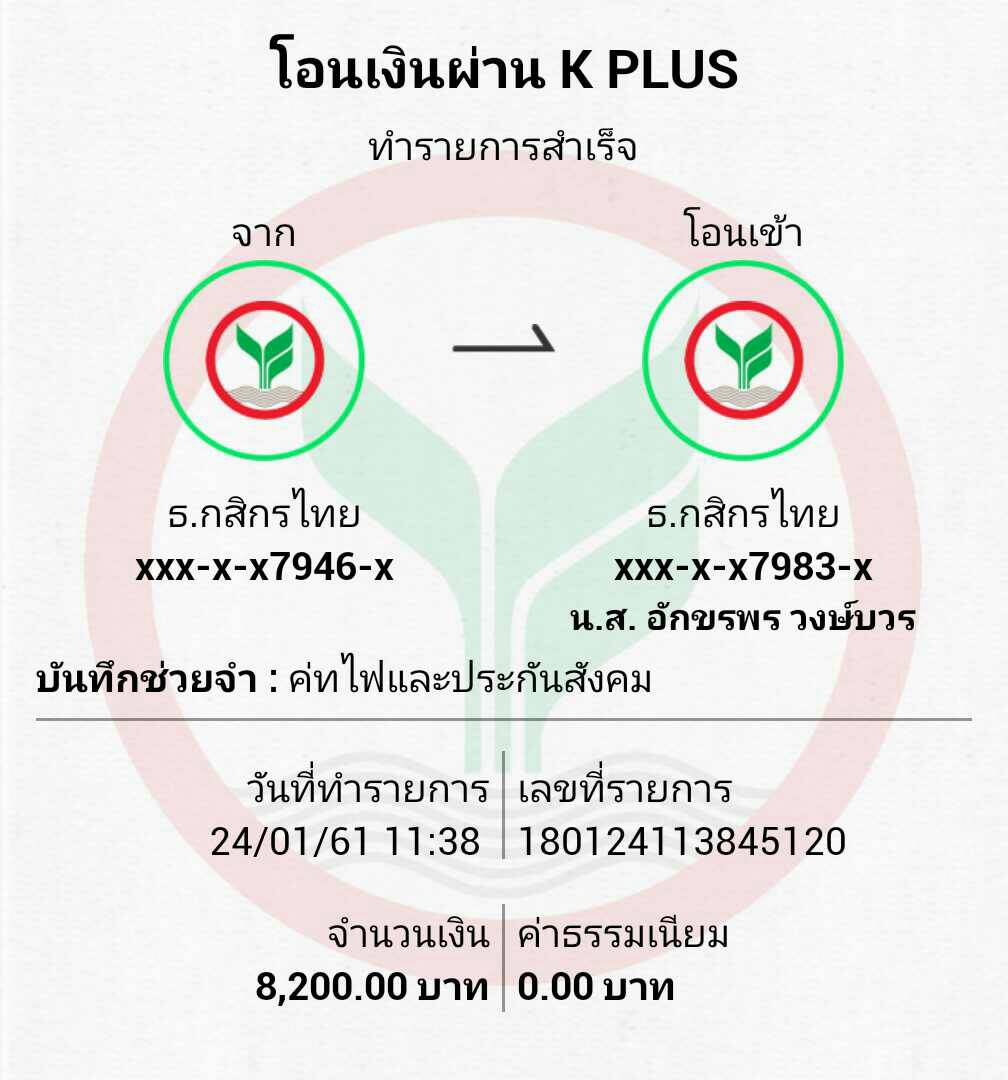 โอนเงินผ่าน K PLUS
ทำรายการสำเร็จ
จาก
โอนเข้า
ธ.กสิกรไทย
xxx-x-x7946-x
ธ.กสิกรไทย
xxx-x-x7983-x
น.ส. อักขรพร วงษ์บวร
บันทึกช่วยจำ : ค่ทไฟและประกันสังคม
วันที่ทำรายการ
24/01/61 11:38
เลขที่รายการ
180124113845120
จำนวนเงิน
8,200.00 บาท
ค่าธรรมเนียม
0.00 บาท